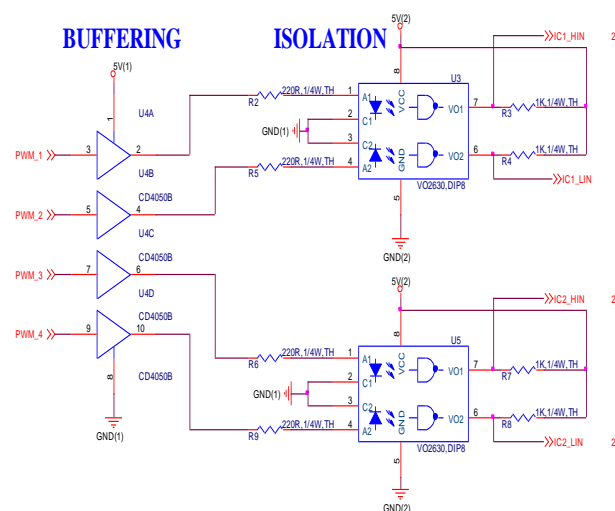 BUFFERING ISOLATION
5V(2)
IC1_HIN 2
5V(1)
U4A
1
PWM_1 3 2
U4B
R2 220R,1/4W,TH 1
8
U3
A1 VCC VO1 7
R3 1K,1/4W,TH
2 C1
GND(1)
3 C2
GND VO2 6
R4 1K,1/4W,TH
R5 220R,1/4W,TH 4 A2
IC1_LIN
VO2630,DIP8
5
GND(2)
CD4050B
PWM_2 5 4
U4C
CD4050B
PWM_3 7 6
U4D
CD4050B
PWM_4 9 10
8
CD4050B
GND(1)
5V(2)
IC2_HIN 2
8
U5
R6 220R,1/4W,TH 1
A1 VCC VO1 7
R7 1K,1/4W,TH
2 C1
GND(1)
3 C2
GND VO2 6
R8 1K,1/4W,TH
R9 220R,1/4W,TH 4 A2
IC2_LIN 2
VO2630,DIP8
5
GND(2)